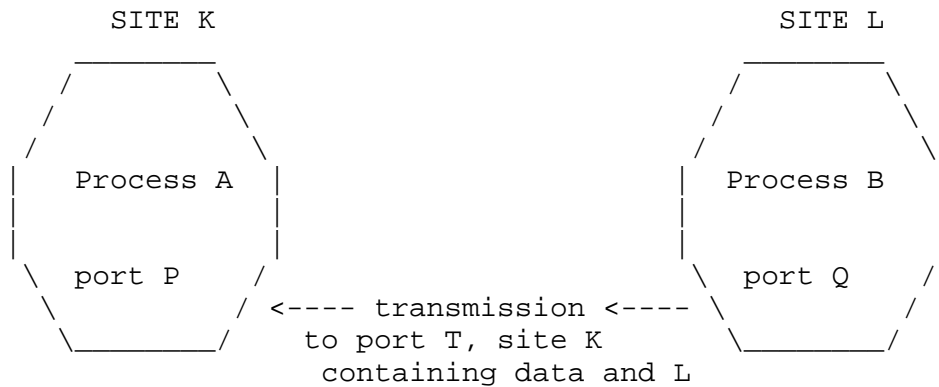 SITE K SITE L
Process A Process B
port P port Q
<---- transmission <----
to port T, site K
containing data and L